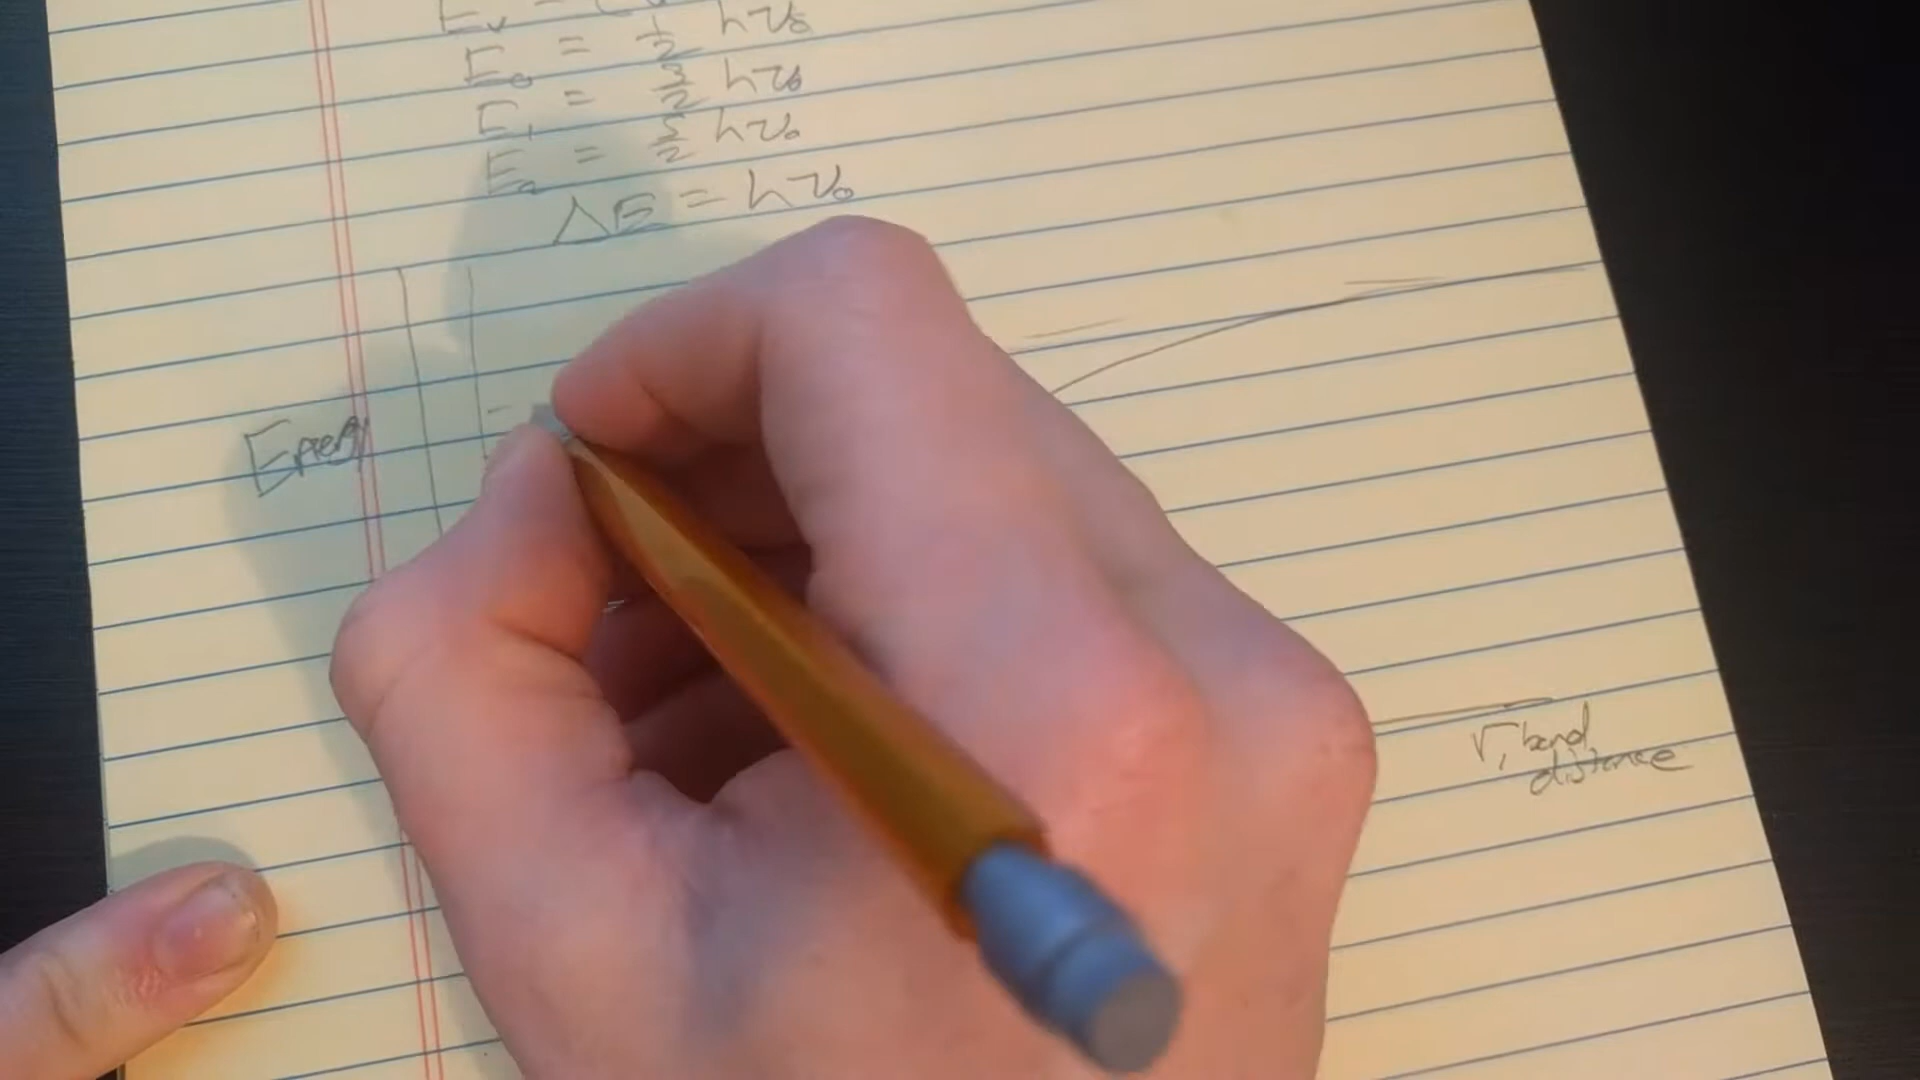 E₀ = 1/2 hν₀
E₁ = 3/2 hν₀
E₂ = 5/2 hν₀
ΔE = hν₀
Energy
r, bond
distance